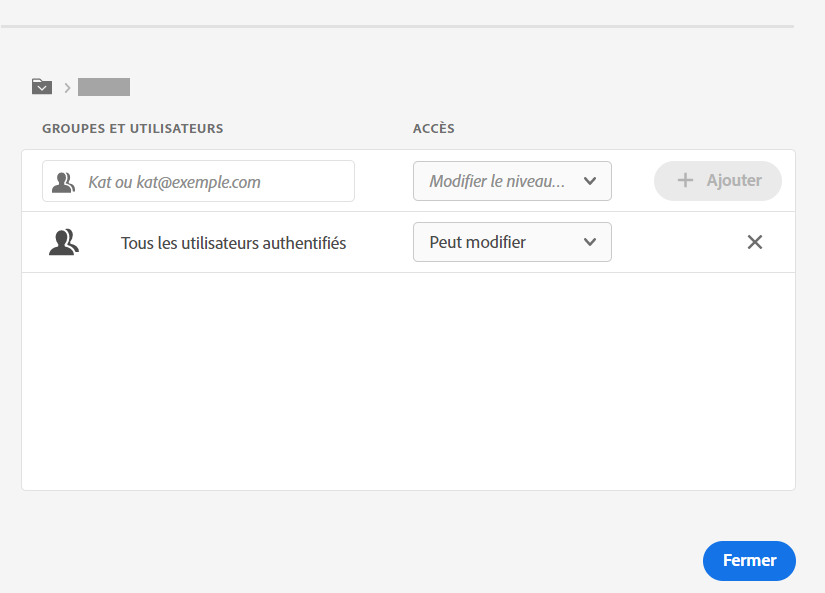 GROUPES ET UTILISATEURS ACCÈS
Kat ou kat@exemple.com Modifier le niveau... Ajouter
Tous les utilisateurs authentifiés Peut modifier
Fermer